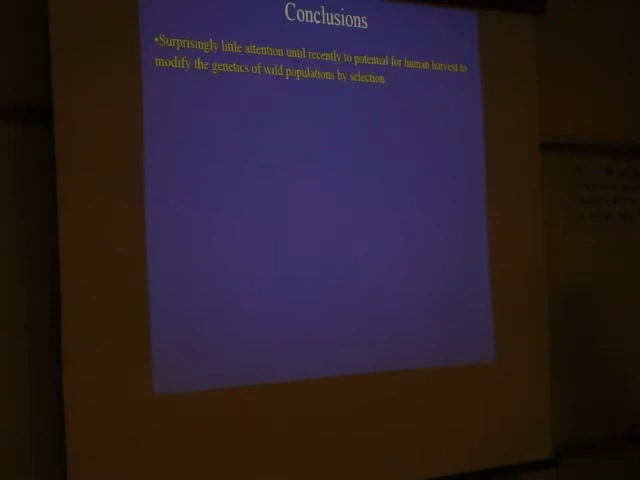 Conclusions
•Surprisingly little attention until recently to potential for human harvest to
modify the genetics of wild populations by selection